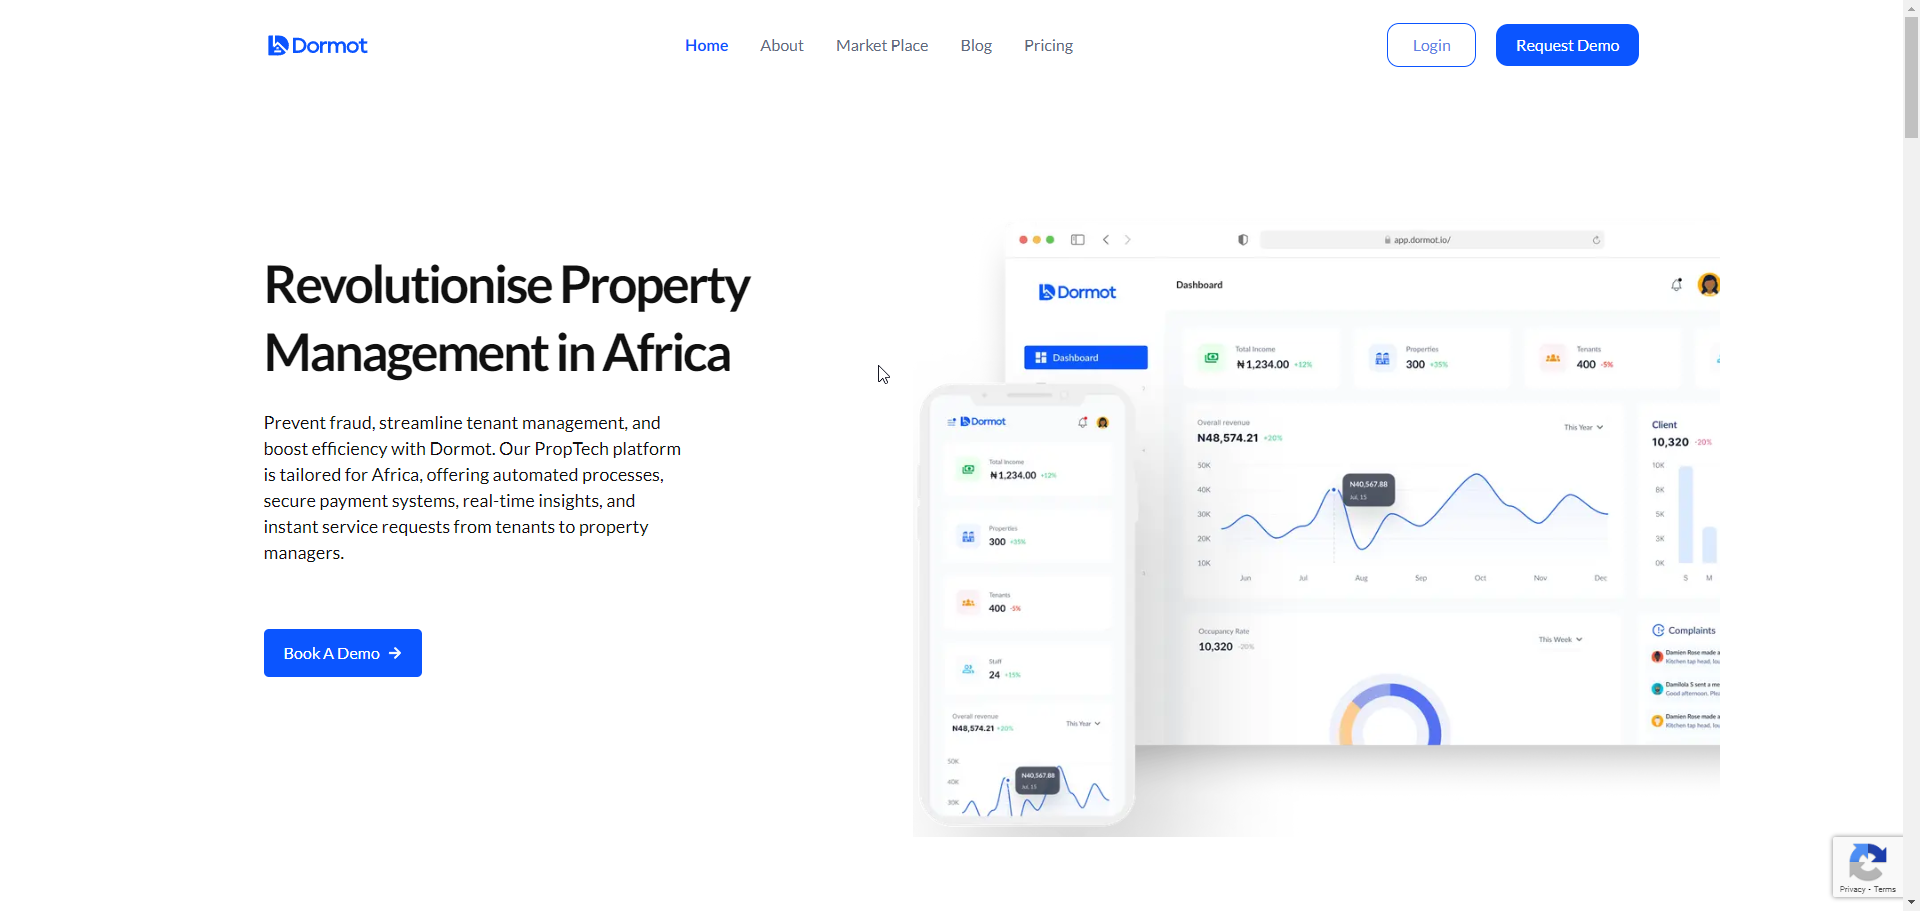 Dormot
Home
About
Market Place
Blog
Pricing
Login
Request Demo
Revolutionise Property
Management in Africa
Prevent fraud, streamline tenant management, and
boost efficiency with Dormot. Our PropTech platform
is tailored for Africa, offering automated processes,
secure payment systems, real-time insights, and
instant service requests from tenants to property
managers.
Book A Demo
app.dormot.io/
Dormot
Dashboard
Dashboard
Total Income
₦1,234.00 +12%
Properties
300 +35%
Tenants
400 -5%
Overall revenue
N48,574.21 +20%
This Year
50K
40K
30K
20K
10K
N40,567.88
Jul, 15
Jun
Jul
Aug
Sep
Oct
Nov
Dec
Client
10,320 -20%
10K
8K
5K
3K
0K
S
M
Occupancy Rate
10,320 -20%
This Week
Complaints
Damien Rose made a
Kitchen tap head, lou
Damilola S sent a me
Good afternoon. Ple
Damien Rose made a
Kitchen tap head, lou
Dormot
Total Income
₦1,234.00 +12%
Properties
300 +35%
Tenants
400 -5%
Staff
24 +15%
Overall revenue
N48,574.21 +20%
This Year
50K
40K
30K
N40,567.88
Jul, 15
Privacy - Terms